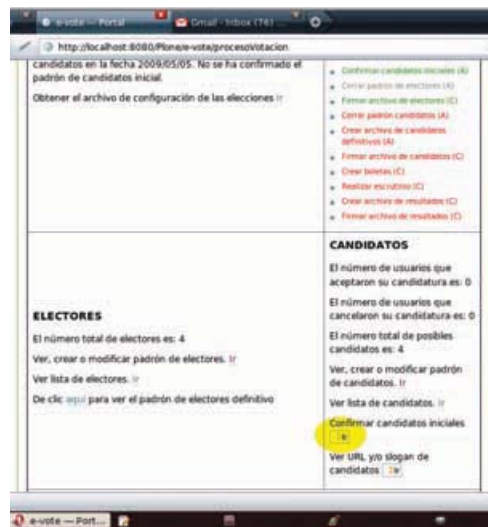 e-vote — Portal
Gmail - Inbox (76)
http://localhost:8080/Plone/e-vote/procesoVotacion
candidatos en la fecha 2009/05/05. No se ha confirmado el
padrón de candidatos inicial.
Obtener el archivo de configuración de las elecciones Ir
Confirmar candidatos iniciales (A)
Cerrar padrón de electores (A)
Firmar archivo de electores (C)
Cerrar padrón candidatos (A)
Crear archivo de candidatos
definitivos (A)
Firmar archivo de candidatos (C)
Crear boletas (C)
Realizar escrutinio (C)
Crear archivo de resultados (C)
Firmar archivo de resultados (C)
ELECTORES
El número total de electores es: 4
Ver, crear o modificar padrón de electores. Ir
Ver lista de electores. Ir
De clic aquí para ver el padrón de electores definitivo
CANDIDATOS
El número de usuarios que
aceptaron su candidatura es: 0
El número de usuarios que
cancelaron su candidatura es: 0
El número total de posibles
candidatos es: 4
Ver, crear o modificar padrón
de candidatos. Ir
Ver lista de candidatos. Ir
Confirmar candidatos iniciales
Ir
Ver URL y/o slogan de
candidatos Ir
e-vote — Port...